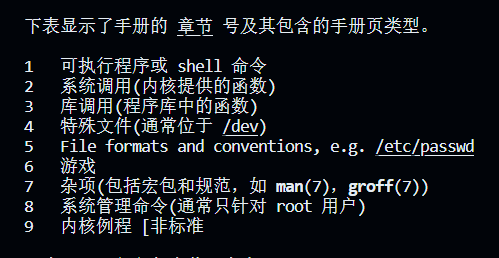 下表显示了手册的 章节 号及其包含的手册页类型。
1 可执行程序或 shell 命令
2 系统调用(内核提供的函数)
3 库调用(程序库中的函数)
4 特殊文件(通常位于 /dev)
5 File formats and conventions, e.g. /etc/passwd
6 游戏
7 杂项(包括宏包和规范，如 man(7)，groff(7))
8 系统管理命令(通常只针对 root 用户)
9 内核例程 [非标准